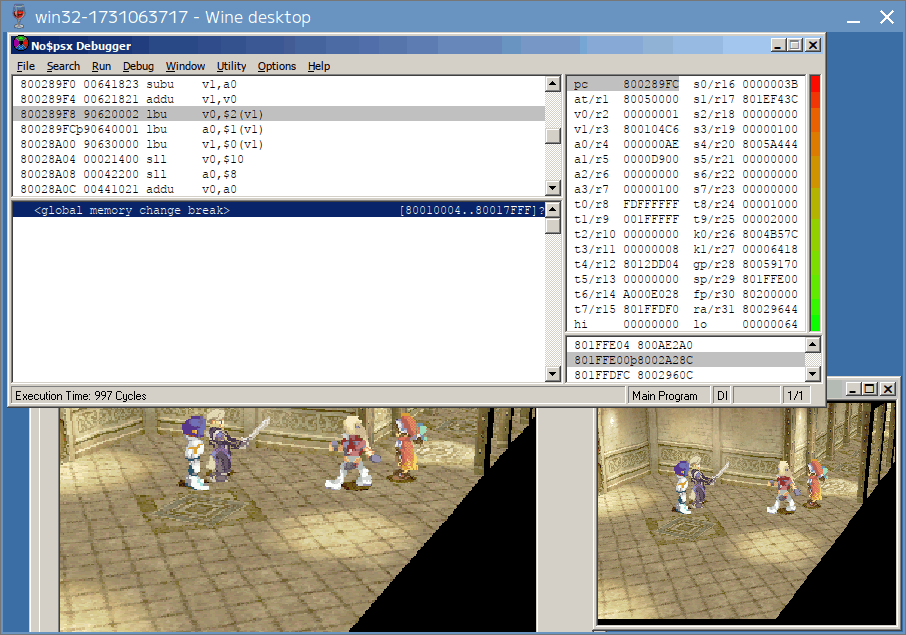 win32-1731063717 - Wine desktop
No$psx Debugger
File Search Run Debug Window Utility Options Help
800289F0 00641823 subu v1,a0
800289F4 00621821 addu v1,v0
800289F8 90620002 lbu v0,$2(v1)
800289FCþ90640001 lbu a0,$1(v1)
80028A00 90630000 lbu v1,$0(v1)
80028A04 00021400 sll v0,$10
80028A08 00042200 sll a0,$8
80028A0C 00441021 addu v0,a0
<global memory change break> [80010004..80017FFF]?
pc 800289FC s0/r16 0000003B
at/r1 80050000 s1/r17 801EF43C
v0/r2 00000001 s2/r18 00000000
v1/r3 800104C6 s3/r19 00000100
a0/r4 000000AE s4/r20 8005A444
a1/r5 0000D900 s5/r21 00000000
a2/r6 00000000 s6/r22 00000000
a3/r7 00000100 s7/r23 00000000
t0/r8 FDFFFFFF t8/r24 00001000
t1/r9 001FFFFF t9/r25 00002000
t2/r10 00000000 k0/r26 8004B57C
t3/r11 00000008 k1/r27 00006418
t4/r12 8012DD04 gp/r28 80059170
t5/r13 00000000 sp/r29 801FFE00
t6/r14 A000E028 fp/r30 80200000
t7/r15 801FFDF0 ra/r31 80029644
hi 00000000 lo 00000064
801FFE04 800AE2A0
801FFE00þ8002A28C
801FFDFC 8002960C
Execution Time: 997 Cycles
Main Program
DI
1/1